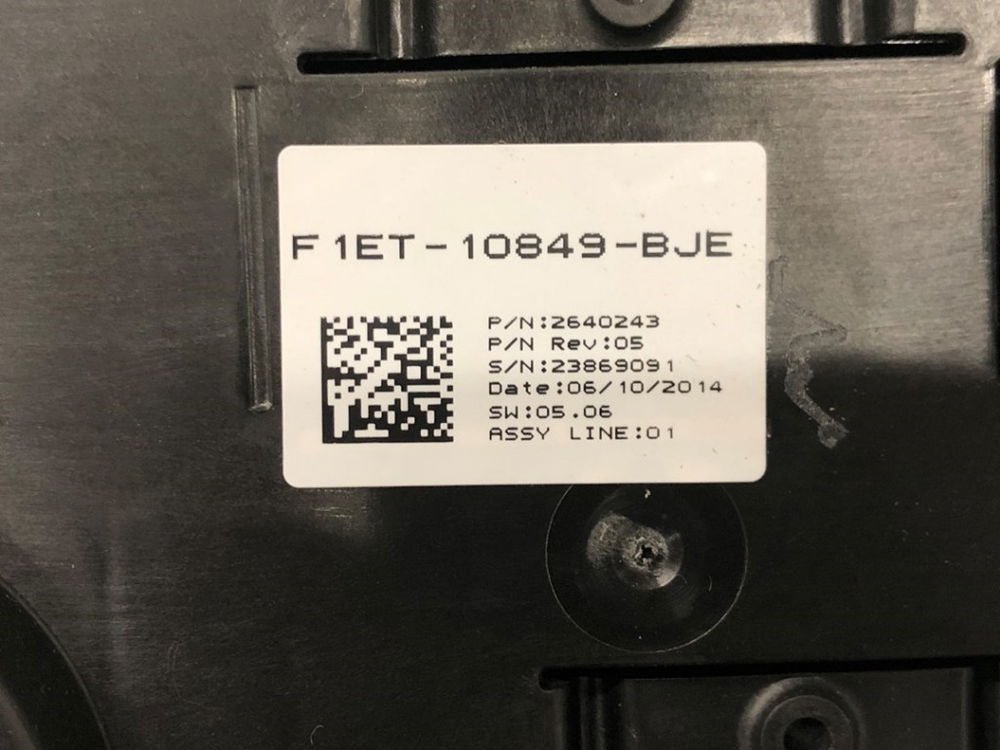 F1ET-10849-BJE
P/N:2640243
P/N Rev:05
S/N:23869091
Date:06/10/2014
SW:05.06
ASSY LINE:01